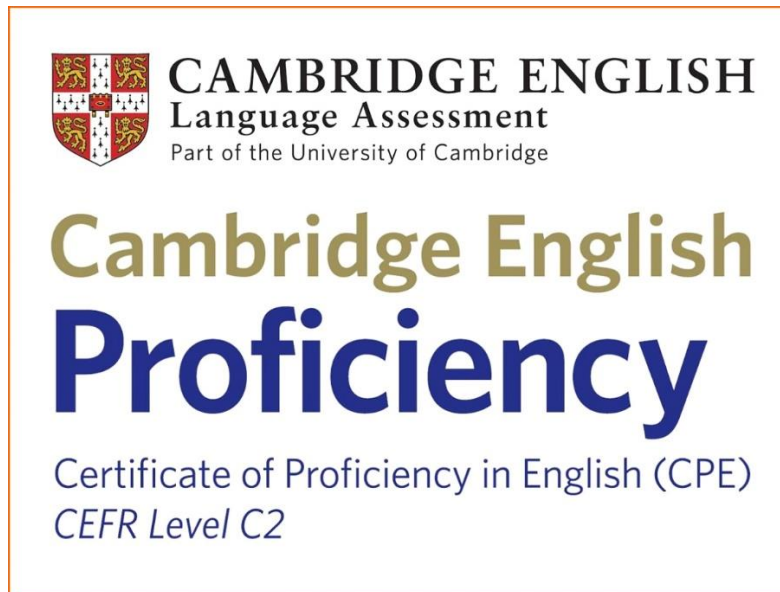 CAMBRIDGE ENGLISH
Language Assessment
Part of the University of Cambridge
Cambridge English
Proficiency
Certificate of Proficiency in English (CPE)
CEFR Level C2